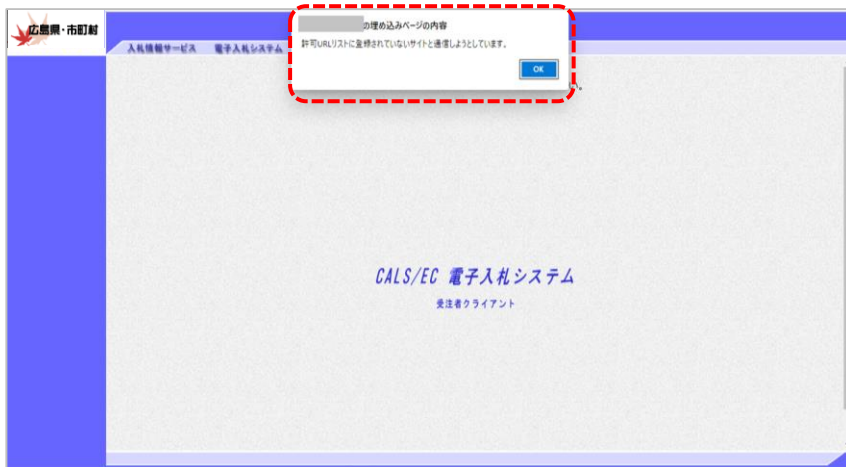 の埋め込みページの内容
許可URLリストに登録されていないサイトと通信しようとしています。
OK
広島県・市町村
入札情報サービス 電子入札システム
い。
CALS/EC 電子入札システム
受注者クライアント